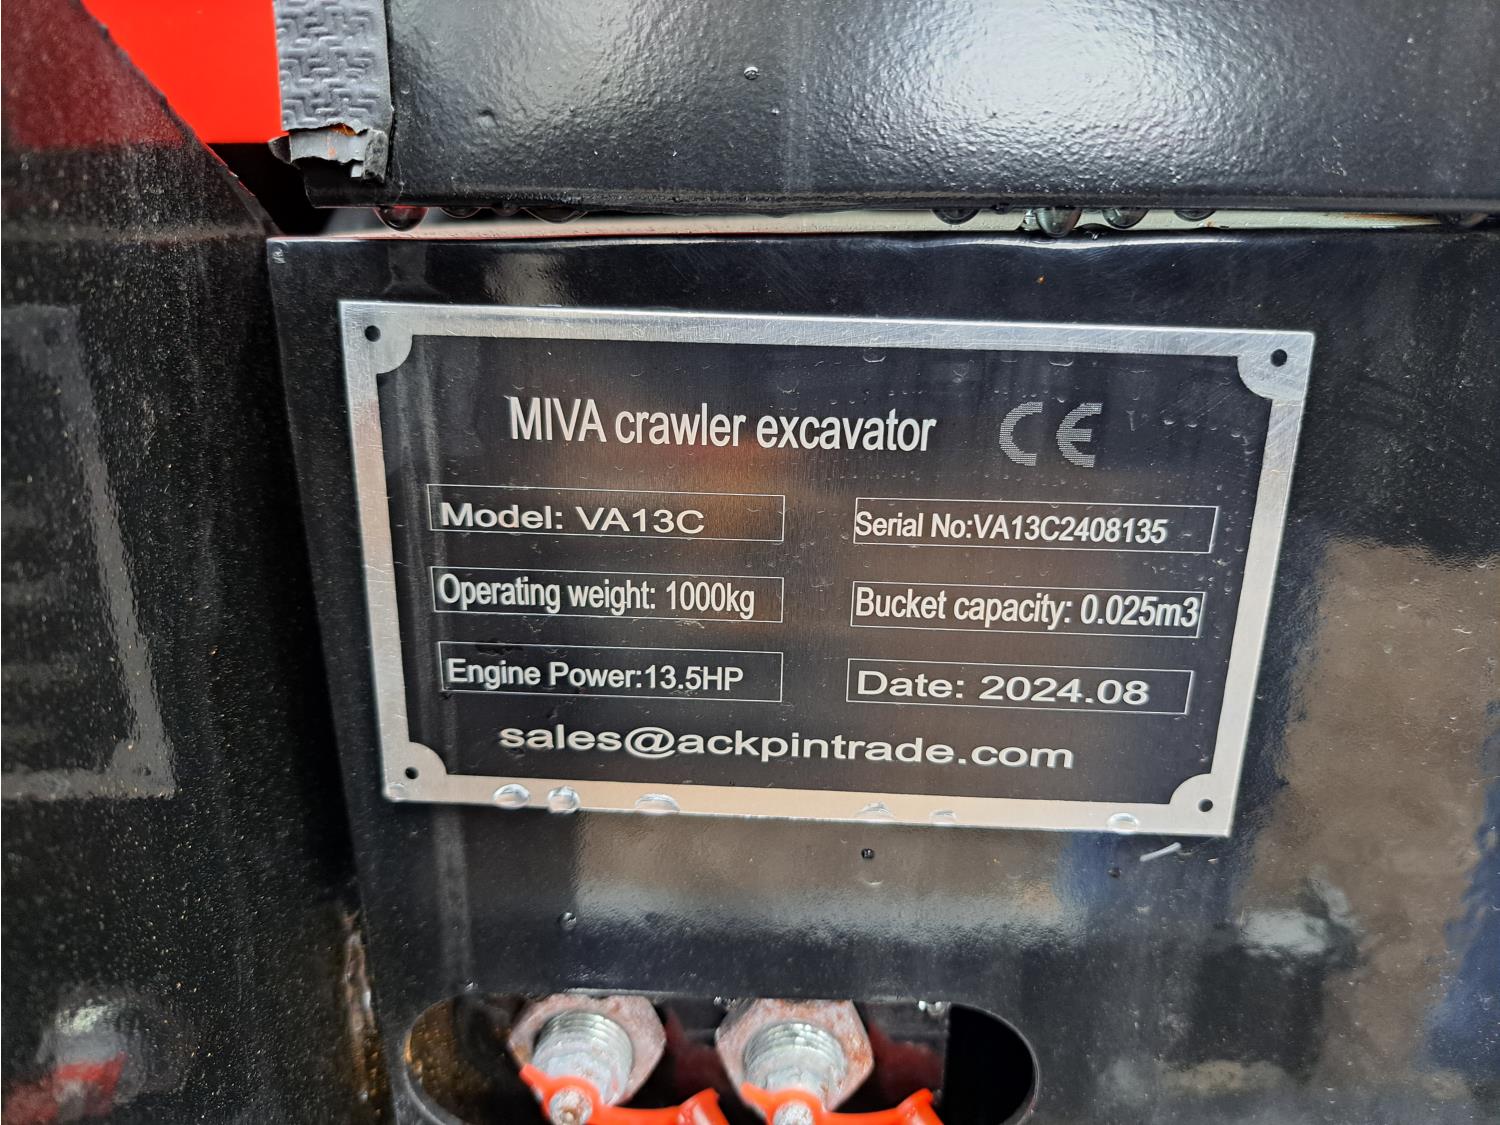 MIVA crawler excavator CE
Model: VA13C
Serial No:VA13C2408135
Operating weight: 1000kg
Bucket capacity: 0.025m3
Engine Power:13.5HP
Date: 2024.08
sales@ackpintrade.com